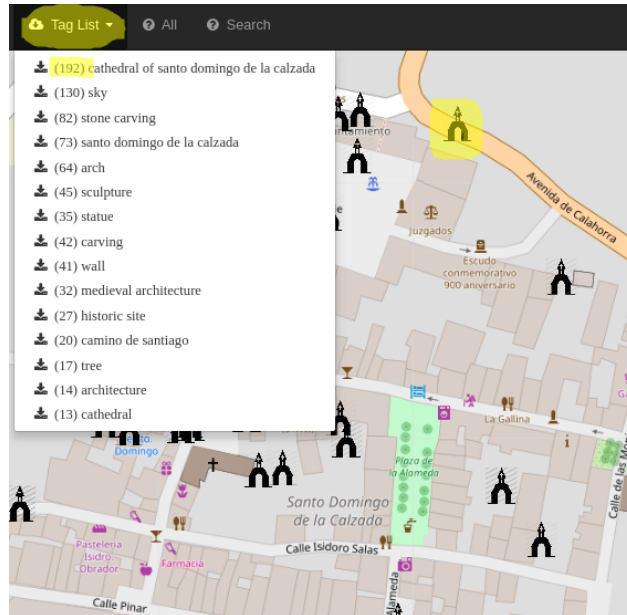 Tag List
All
Search
(192) cathedral of santo domingo de la calzada
(130) sky
(82) stone carving
(73) santo domingo de la calzada
(64) arch
(45) sculpture
(35) statue
(42) carving
(41) wall
(32) medieval architecture
(27) historic site
(20) camino de santiago
(17) tree
(14) architecture
(13) cathedral
Avenida de Calahorra
Juzgados
Escudo
conmemorativo
900 aniversario
La Gallina
Domingo
Plaza de
la Alameda
Santo Domingo
de la Calzada
Calle de las
Pastelería
Isidro
Obrador
Farmacia
Calle Isidoro Salas
Calle Pinar
Alameda